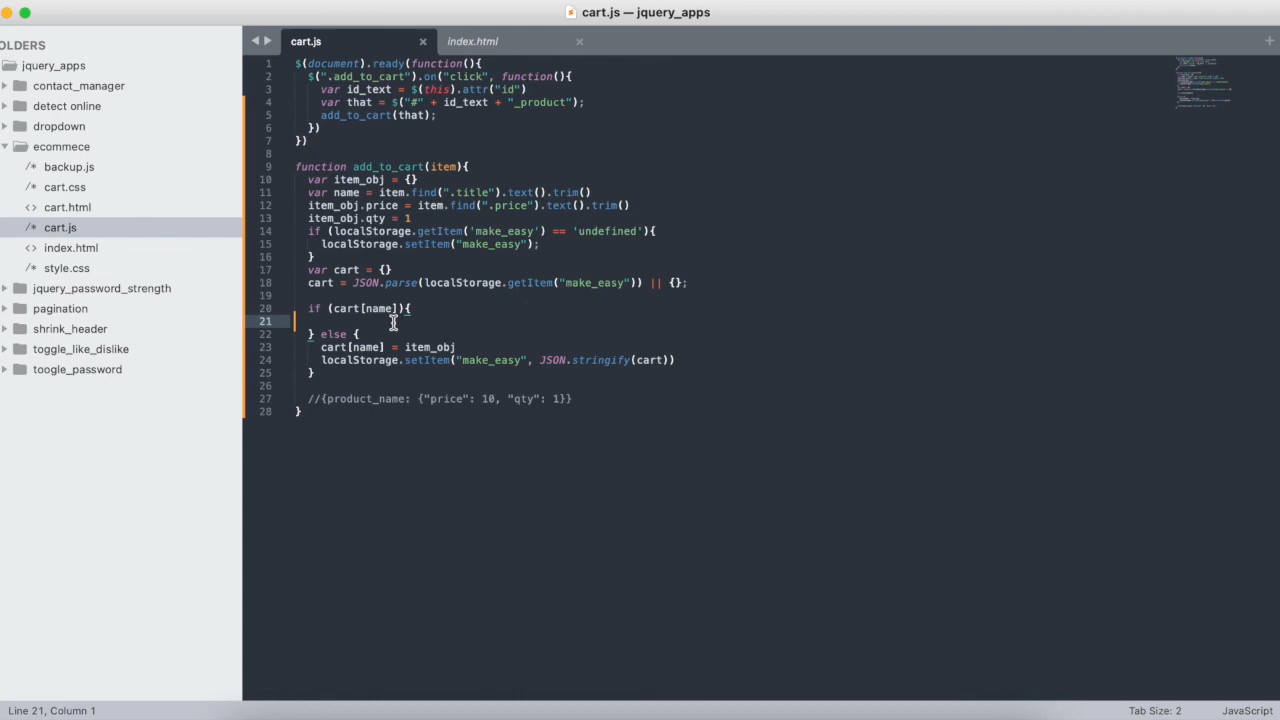 cart.js — jquery_apps
OLDERS
jquery_apps
contact_manager
detect online
dropdown
ecommece
/* backup.js
/* cart.css
<> cart.html
/* cart.js
<> index.html
/* style.css
jquery_password_strength
pagination
shrink_header
toggle_like_dislike
toogle_password
cart.js
index.html
1 $(document).ready(function(){
2 $(".add_to_cart").on("click", function(){
3 var id_text = $(this).attr("id")
4 var that = $("#" + id_text + "_product");
5 add_to_cart(that);
6 })
7 })
8
9 function add_to_cart(item){
10 var item_obj = {}
11 var name = item.find(".title").text().trim()
12 item_obj.price = item.find(".price").text().trim()
13 item_obj.qty = 1
14 if (localStorage.getItem('make_easy') == 'undefined'){
15 localStorage.setItem("make_easy");
16 }
17 var cart = {}
18 cart = JSON.parse(localStorage.getItem("make_easy")) || {};
19
20 if (cart[name]){
21
22 } else {
23 cart[name] = item_obj
24 localStorage.setItem("make_easy", JSON.stringify(cart))
25 }
26
27 //{product_name: {"price": 10, "qty": 1}}
28 }
Line 21, Column 1
Tab Size: 2
JavaScript